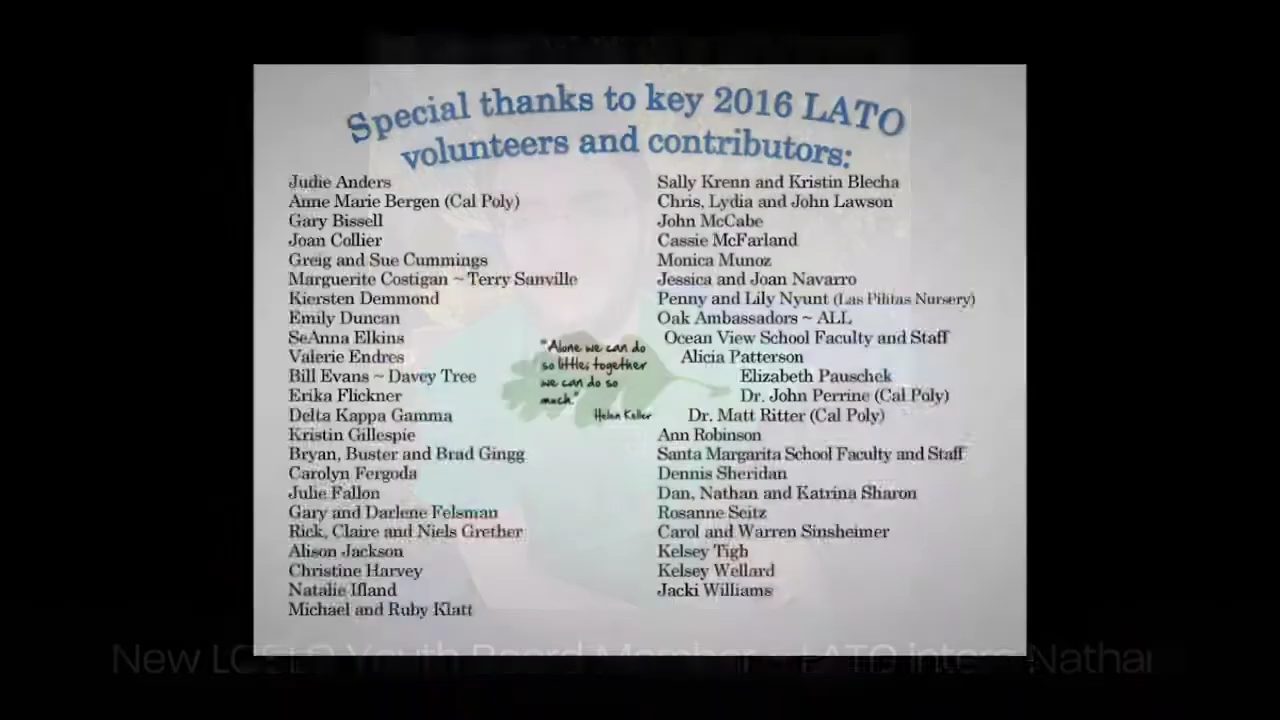 Special thanks to key 2016 LATO
volunteers and contributors:
Judie Anders
Anne Marie Bergen (Cal Poly)
Gary Bissell
Joan Collier
Greig and Sue Cummings
Marguerite Costigan ~ Terry Sanville
Kiersten Demmond
Emily Duncan
SeAnna Elkins
Valerie Endres
Bill Evans ~ Davey Tree
Erika Flickner
Delta Kappa Gamma
Kristin Gillespie
Bryan, Buster and Brad Gingg
Carolyn Fergoda
Julie Fallon
Gary and Darlene Felsman
Rick, Claire and Niels Grether
Alison Jackson
Christine Harvey
Natalie Ifland
Michael and Ruby Klatt
"Alone we can do
so little; together
we can do so
much."
Helen Keller
Sally Krenn and Kristin Blecha
Chris, Lydia and John Lawson
John McCabe
Cassie McFarland
Monica Munoz
Jessica and Joan Navarro
Penny and Lily Nyunt (Las Pilitas Nursery)
Oak Ambassadors ~ ALL
Ocean View School Faculty and Staff
Alicia Patterson
Elizabeth Pauschek
Dr. John Perrine (Cal Poly)
Dr. Matt Ritter (Cal Poly)
Ann Robinson
Santa Margarita School Faculty and Staff
Dennis Sheridan
Dan, Nathan and Katrina Sharon
Rosanne Seitz
Carol and Warren Sinsheimer
Kelsey Tigh
Kelsey Wellard
Jacki Williams
New Youth Board Member LATO intern Nathan